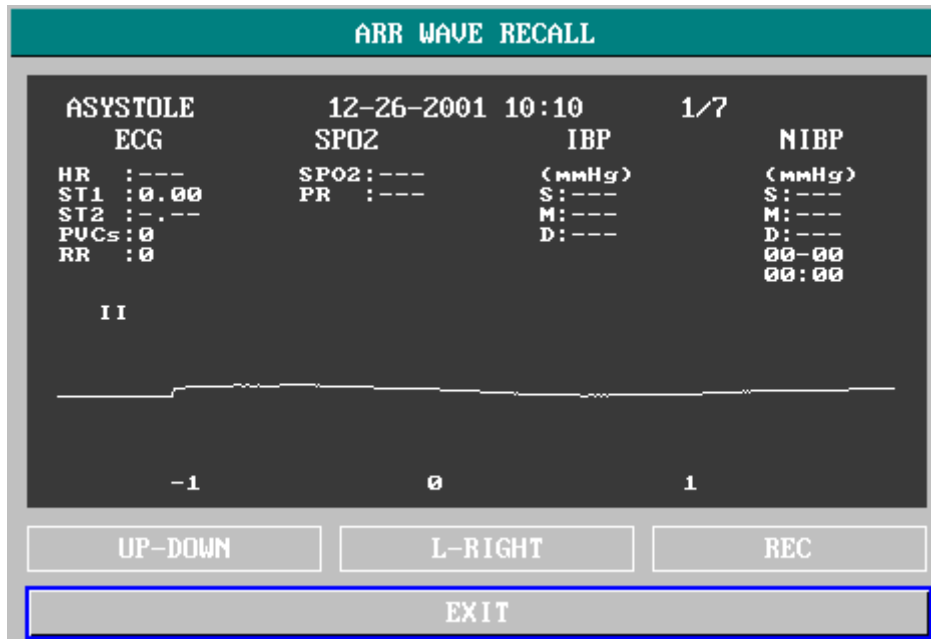 ARR WAVE RECALL
ASYSTOLE 12-26-2001 10:10 1/7
ECG SPO2 IBP NIBP
HR :--- SPO2:--- (mmHg) (mmHg)
ST1 :0.00 PR :--- S:--- S:---
ST2 :-.-- M:--- M:---
PVCs:0 D:--- D:---
RR :0 00-00
00:00
II
-1 0 1
UP-DOWN L-RIGHT REC
EXIT